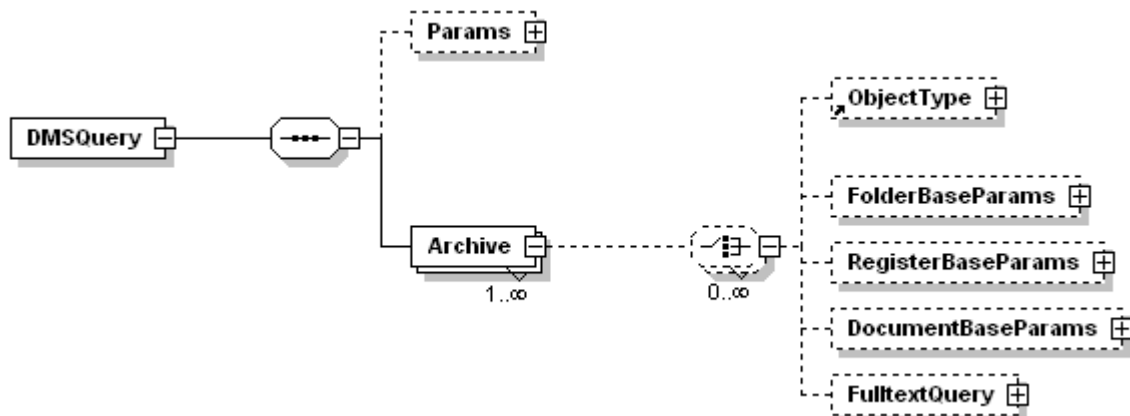 Params
ObjectType
DMSQuery
FolderBaseParams
Archive
RegisterBaseParams
1..∞
0..∞
DocumentBaseParams
FulltextQuery